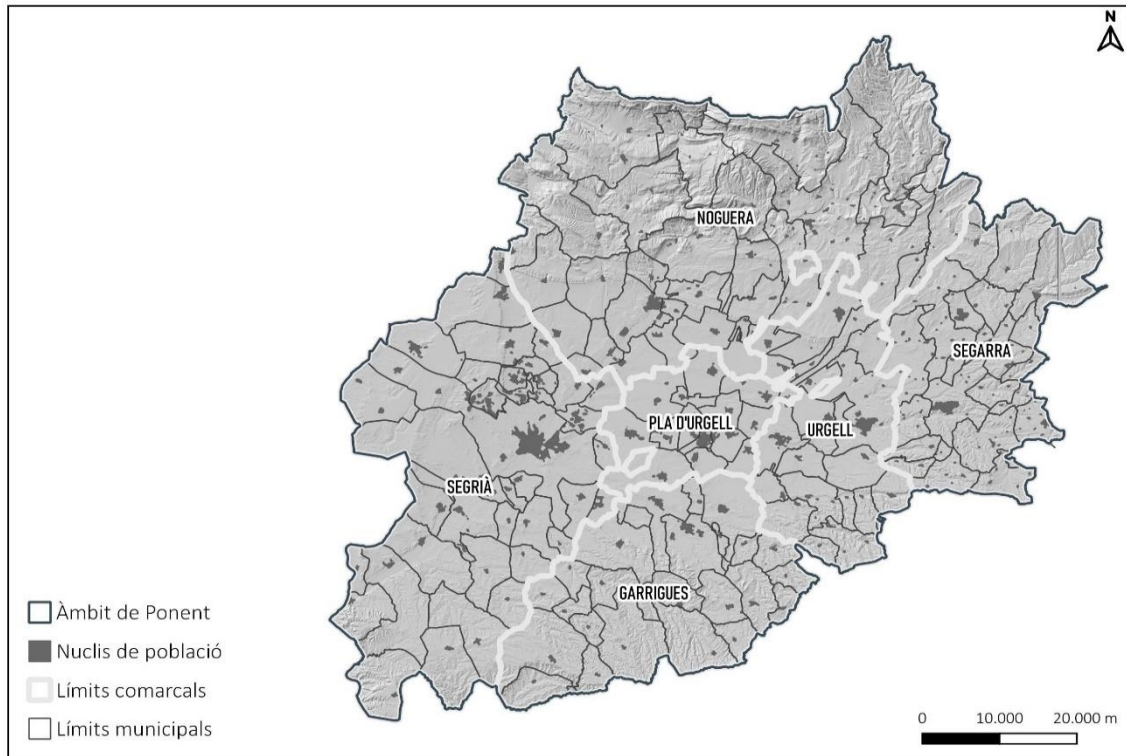 N
NOGUERA
SEGARRA
PLA D'URGELL
URGELL
SEGRIÀ
GARRIGUES
Àmbit de Ponent
Nuclis de població
Límits comarcals
Límits municipals
0 10.000 20.000 m